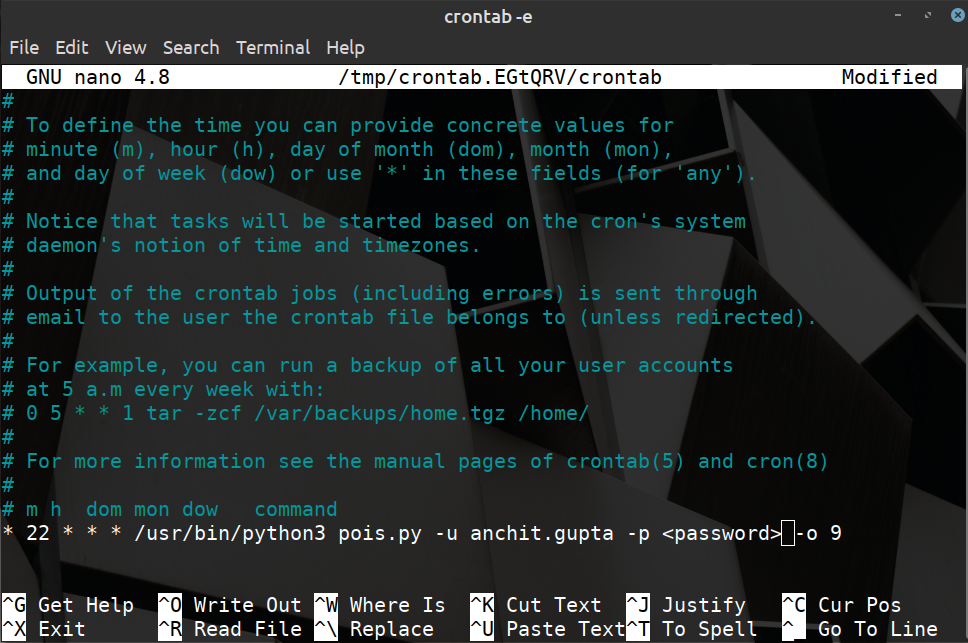 crontab -e
File Edit View Search Terminal Help
GNU nano 4.8 /tmp/crontab.EGtQRV/crontab Modified
#
# To define the time you can provide concrete values for
# minute (m), hour (h), day of month (dom), month (mon),
# and day of week (dow) or use '*' in these fields (for 'any').
#
# Notice that tasks will be started based on the cron's system
# daemon's notion of time and timezones.
#
# Output of the crontab jobs (including errors) is sent through
# email to the user the crontab file belongs to (unless redirected).
#
# For example, you can run a backup of all your user accounts
# at 5 a.m every week with:
# 0 5 * * 1 tar -zcf /var/backups/home.tgz /home/
#
# For more information see the manual pages of crontab(5) and cron(8)
#
# m h  dom mon dow   command
* 22 * * * /usr/bin/python3 pois.py -u anchit.gupta -p <password> -o 9
^G Get Help ^O Write Out ^W Where Is ^K Cut Text ^J Justify ^C Cur Pos
^X Exit ^R Read File ^\ Replace ^U Paste Text ^T To Spell ^_ Go To Line